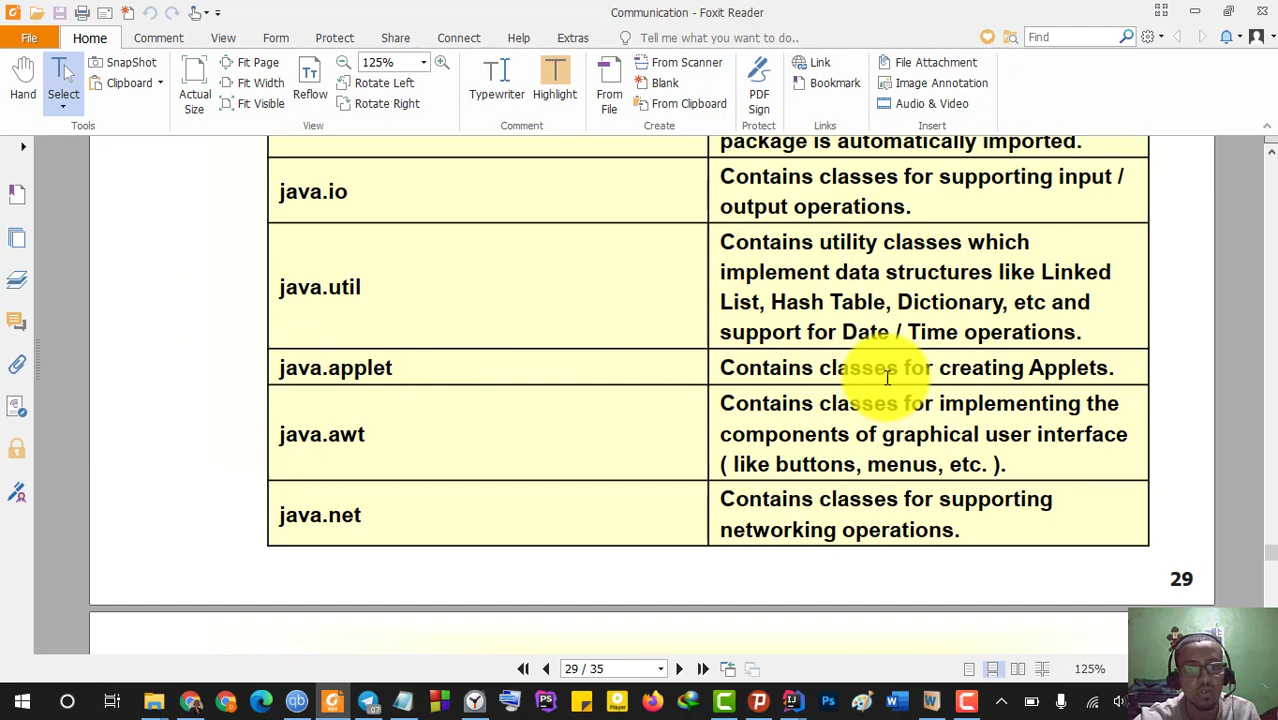 Communication - Foxit Reader
File
Home
Comment
View
Form
Protect
Share
Connect
Help
Extras
Tell me what you want to do..
Find
Hand
Select
SnapShot
Clipboard
Actual
Size
Reflow
Fit Page
Fit Width
Fit Visible
125%
Rotate Left
Rotate Right
Typewriter
Highlight
From
File
From Scanner
Blank
From Clipboard
PDF
Sign
Link
Bookmark
File Attachment
Image Annotation
Audio & Video
Tools
View
Comment
Create
Protect
Links
Insert
package is automatically imported.
java.io
Contains classes for supporting input /
output operations.
java.util
Contains utility classes which
implement data structures like Linked
List, Hash Table, Dictionary, etc and
support for Date / Time operations.
java.applet
Contains classes for creating Applets.
java.awt
Contains classes for implementing the
components of graphical user interface
( like buttons, menus, etc. ).
java.net
Contains classes for supporting
networking operations.
29
29 / 35
125%